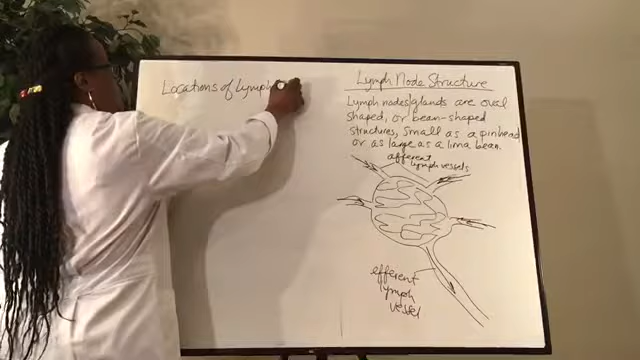 Locations of Lymph
Lymph Node Structure
Lymph nodes/glands are oval
shaped, or bean-shaped
structures, small as a pinhead
or as large as a lima bean.
afferent
lymph vessels
efferent
lymph
vessel